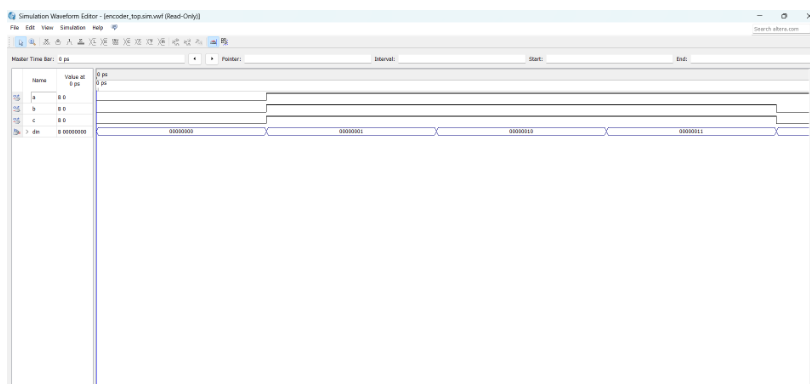 Simulation Waveform Editor - [encoder_top.sim.vwf (Read-Only)]
File Edit View Simulation Help
Search altera.com
Master Time Bar: 0 ps Pointer: Interval: Start: End:
Name Value at 0 ps 0 ps
0 ps
a B 0
b B 0
c B 0
> din B 00000000 00000000 00000001 00000010 00000011